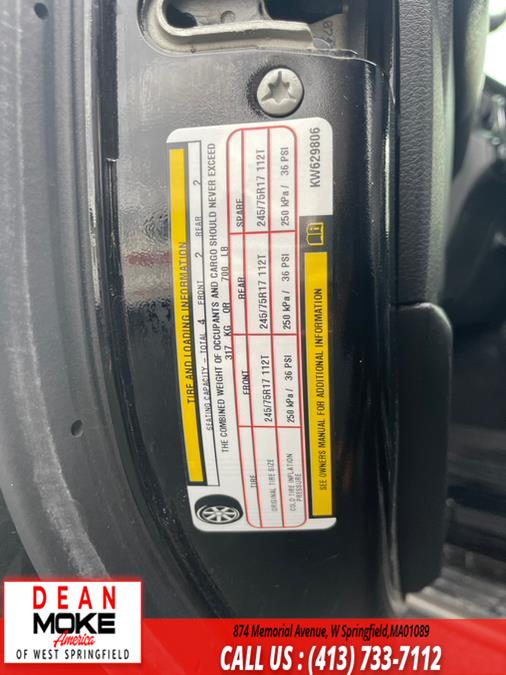 TIRE AND LOADING INFORMATION
SEATING CAPACITY - TOTAL 4 FRONT 2 REAR 2
THE COMBINED WEIGHT OF OCCUPANTS AND CARGO SHOULD NEVER EXCEED
317 KG OR 700 LB
TIRE FRONT REAR SPARE
ORIGINAL TIRE SIZE 245/75R17 112T 245/75R17 112T 245/75R17 112T
COLD TIRE INFLATION PRESSURE 250 kPa / 36 PSI 250 kPa / 36 PSI 250 kPa / 36 PSI
SEE OWNERS MANUAL FOR ADDITIONAL INFORMATION
KW629806
DEAN
MOKE
America
OF WEST SPRINGFIELD
874 Memorial Avenue, W Springfield,MA01089
CALL US : (413) 733-7112